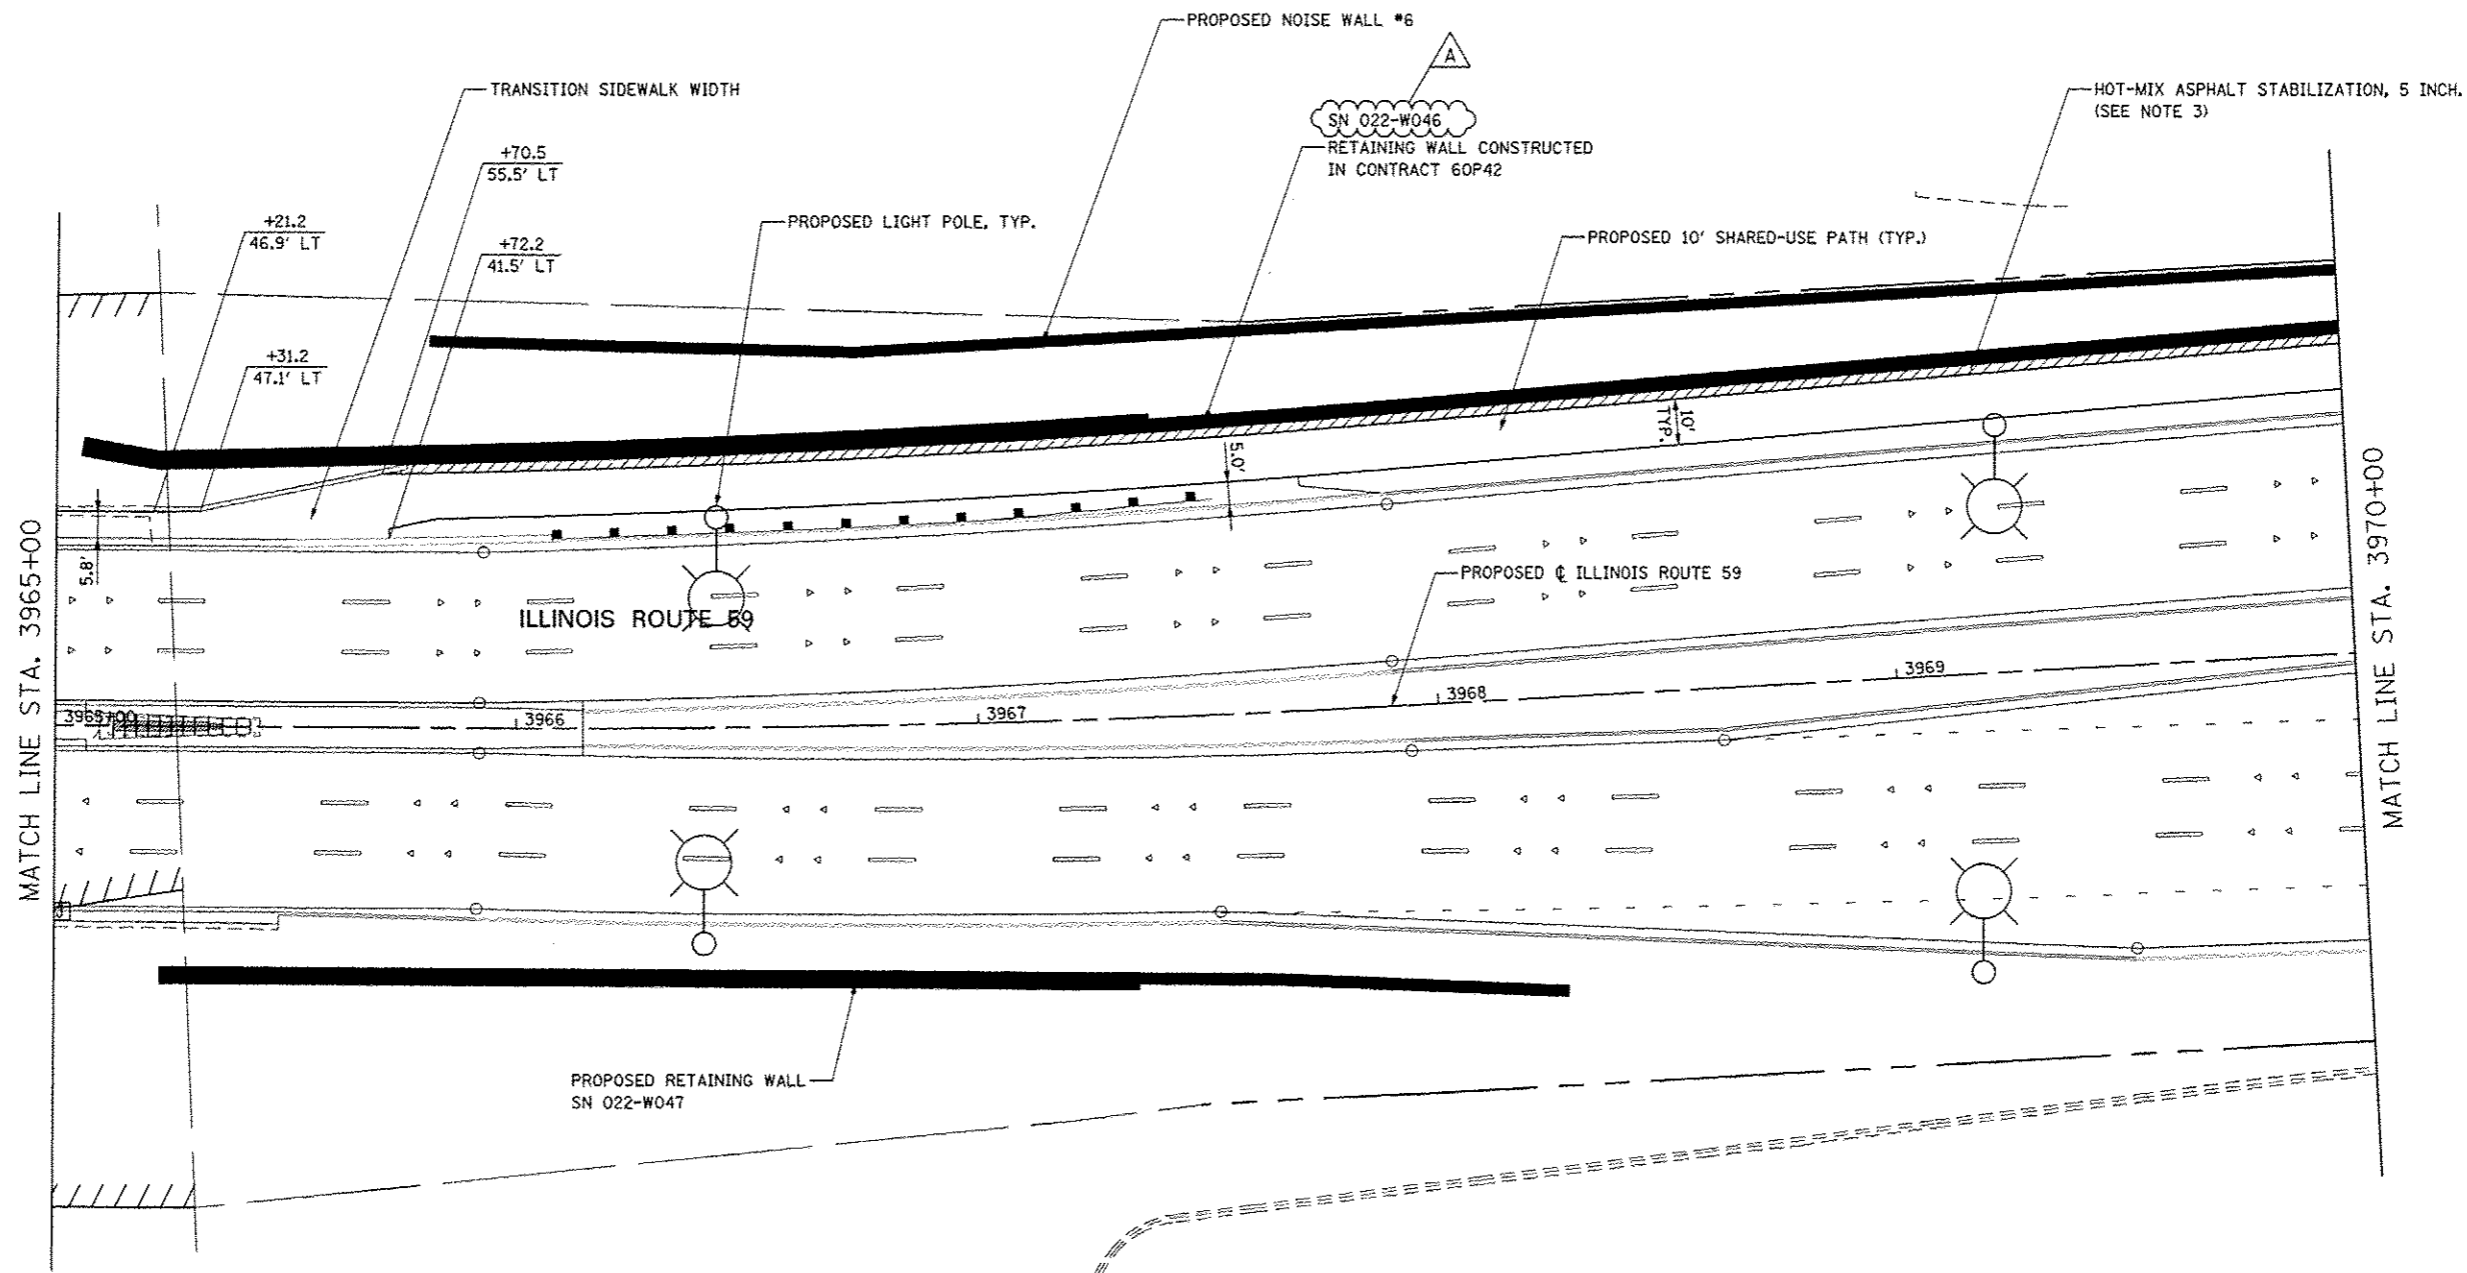 PROPOSED NOISE WALL #6
A
TRANSITION SIDEWALK WIDTH
HOT-MIX ASPHALT STABILIZATION, 5 INCH.
(SEE NOTE 3)
SN 022-W046
RETAINING WALL CONSTRUCTED
IN CONTRACT 60P42
+70.5
55.5' LT
+21.2
46.9' LT
PROPOSED LIGHT POLE, TYP.
+72.2
41.5' LT
PROPOSED 10' SHARED-USE PATH (TYP.)
+31.2
47.1' LT
10'
TYP.
5.0'
5.8'
PROPOSED ℄ ILLINOIS ROUTE 59
ILLINOIS ROUTE 59
MATCH LINE STA. 3965+00
MATCH LINE STA. 3970+00
3965+00
3966
3967
3968
3969
PROPOSED RETAINING WALL
SN 022-W047